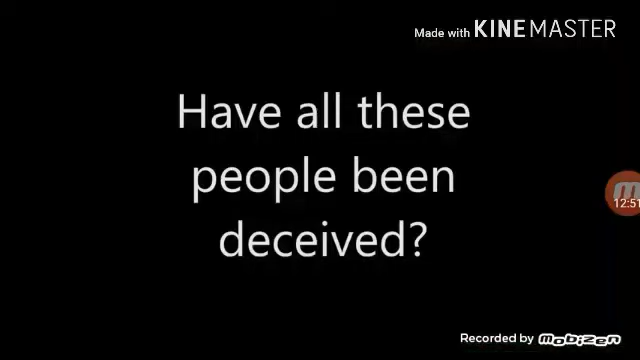 Made with KINEMASTER
Have all these
people been
deceived?
12:51
Recorded by Mobizen